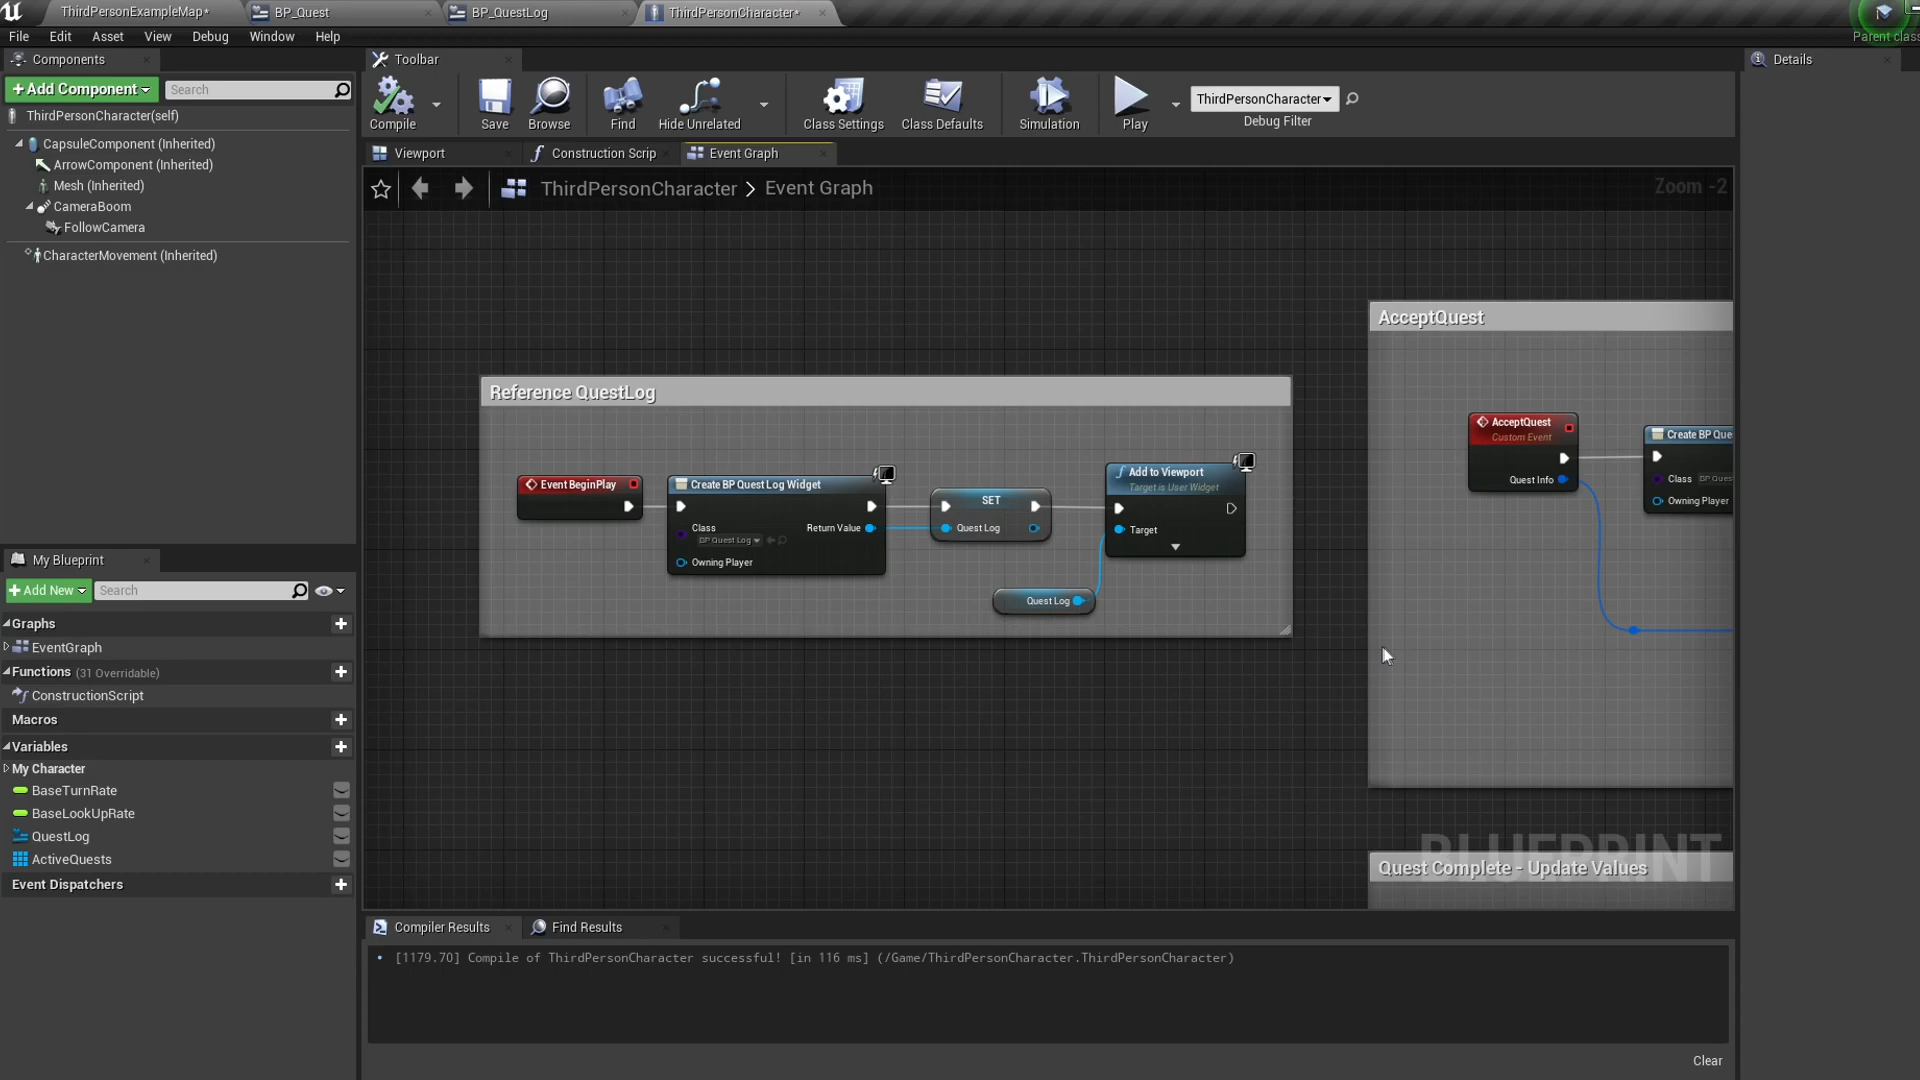 ThirdPersonExampleMap*
BP_Quest
BP_QuestLog
ThirdPersonCharacter*
File
Edit
Asset
View
Debug
Window
Help
Parent class
Components
Toolbar
Details
+Add Component
Search
Compile
Save
Browse
Find
Hide Unrelated
Class Settings
Class Defaults
Simulation
Play
ThirdPersonCharacter
Debug Filter
ThirdPersonCharacter(self)
CapsuleComponent (Inherited)
ArrowComponent (Inherited)
Mesh (Inherited)
CameraBoom
FollowCamera
CharacterMovement (Inherited)
Viewport
Construction Scrip
Event Graph
ThirdPersonCharacter > Event Graph
Zoom -2
Reference QuestLog
Event BeginPlay
Create BP Quest Log Widget
Class
BP Quest Log
Return Value
Owning Player
SET
Quest Log
Add to Viewport
Target is User Widget
Target
Quest Log
AcceptQuest
AcceptQuest
Custom Event
Quest Info
Create BP Que
Class
BP Ques
Owning Player
BLUEPRINT
Quest Complete - Update Values
My Blueprint
+Add New
Search
Graphs
EventGraph
Functions (31 Overridable)
ConstructionScript
Macros
Variables
My Character
BaseTurnRate
BaseLookUpRate
QuestLog
ActiveQuests
Event Dispatchers
Compiler Results
Find Results
[1179.70] Compile of ThirdPersonCharacter successful! [in 116 ms] (/Game/ThirdPersonCharacter.ThirdPersonCharacter)
Clear